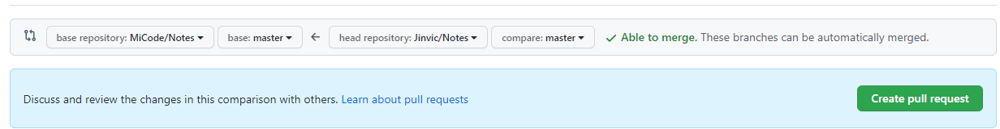 base repository: MiCode/Notes base: master head repository: Jinvic/Notes compare: master Able to merge. These branches can be automatically merged.
Discuss and review the changes in this comparison with others. Learn about pull requests Create pull request